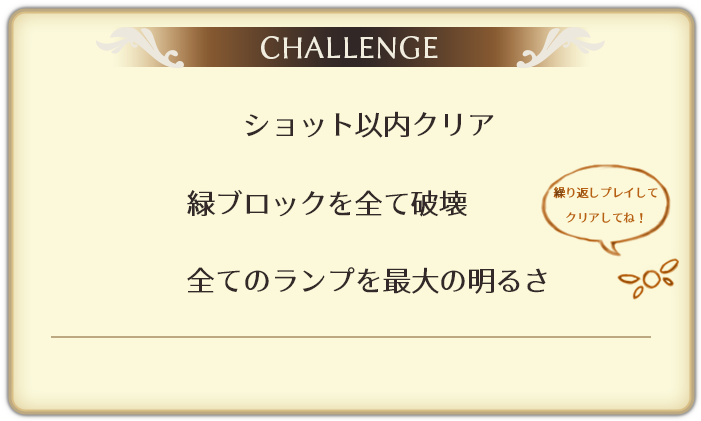 CHALLENGE
ショット以内クリア
緑ブロックを全て破壊
繰り返しプレイして
クリアしてね！
全てのランプを最大の明るさ